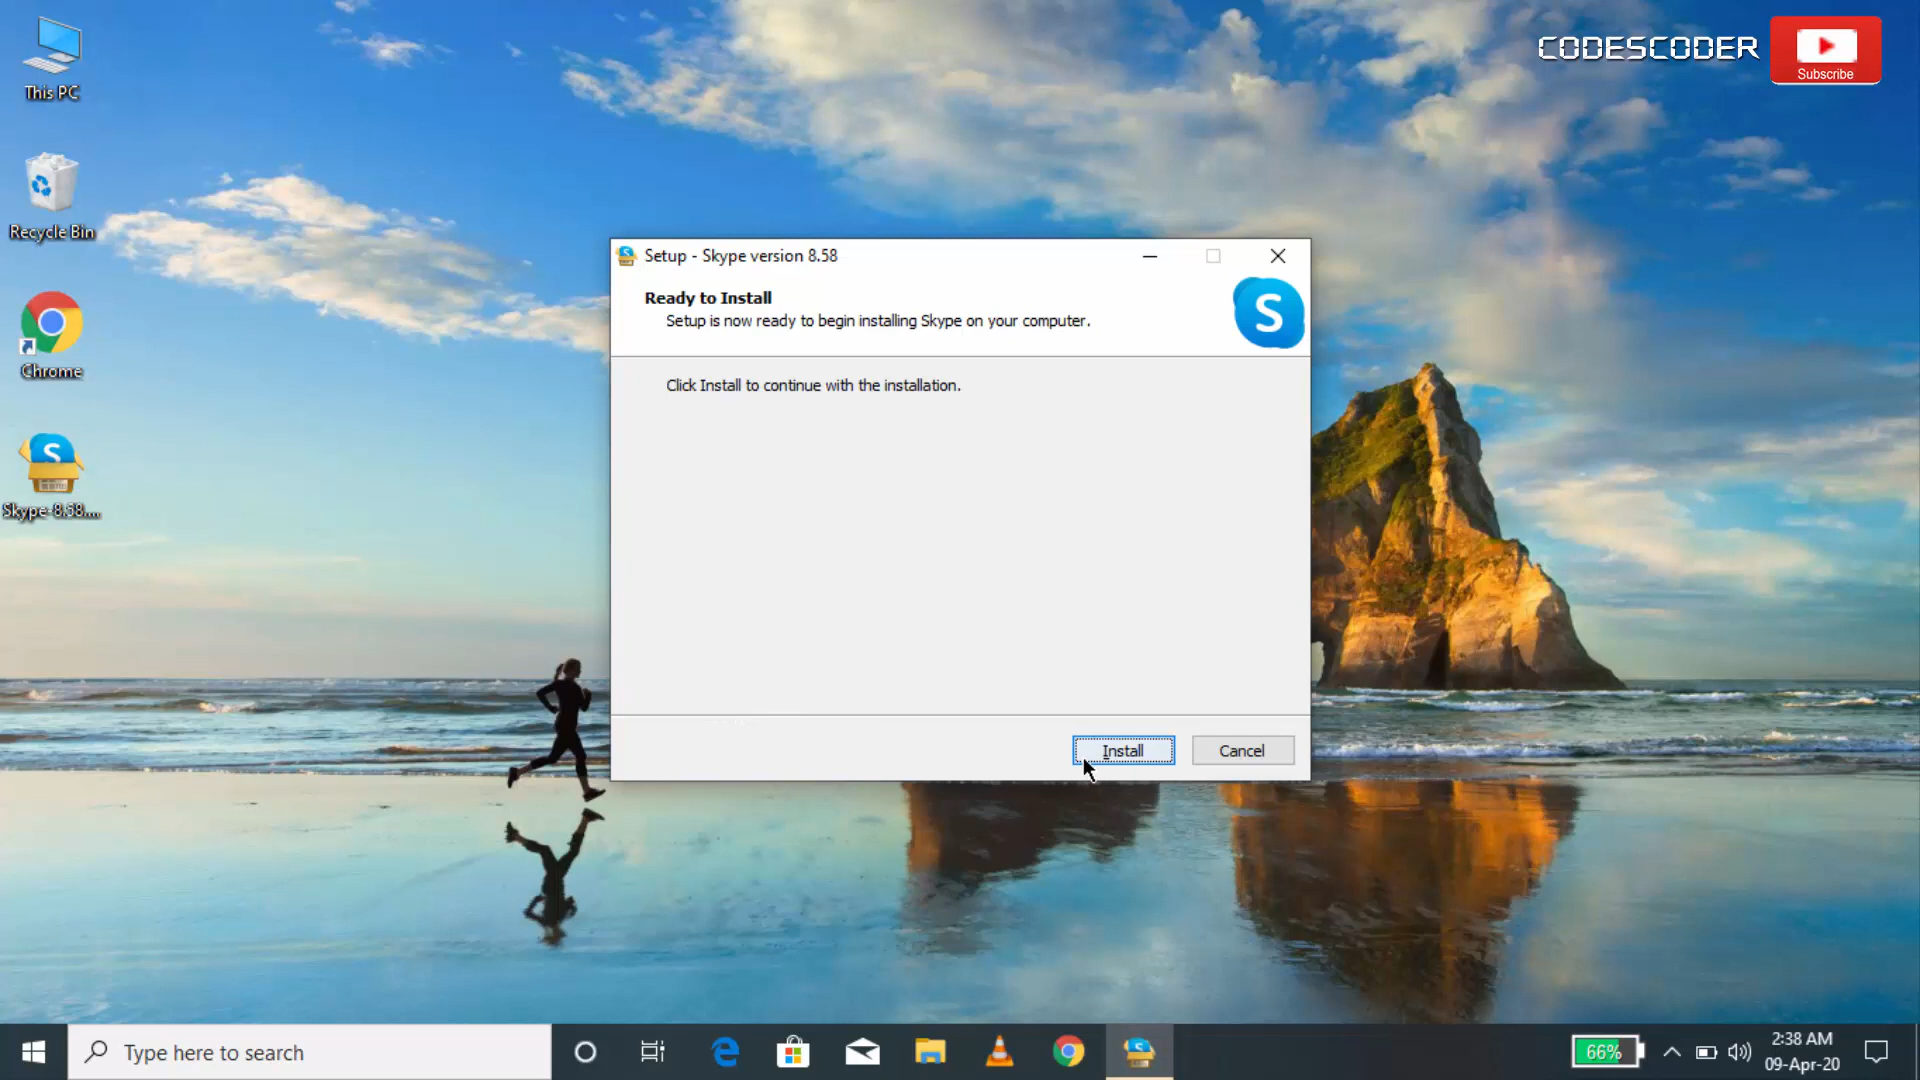 CODESCODER
Subscribe
This PC
Recycle Bin
Chrome
Skype-8.58....
Setup - Skype version 8.58
Ready to Install
Setup is now ready to begin installing Skype on your computer.
S
Click Install to continue with the installation.
Install
Cancel
Type here to search
66%
2:38 AM
09-Apr-20